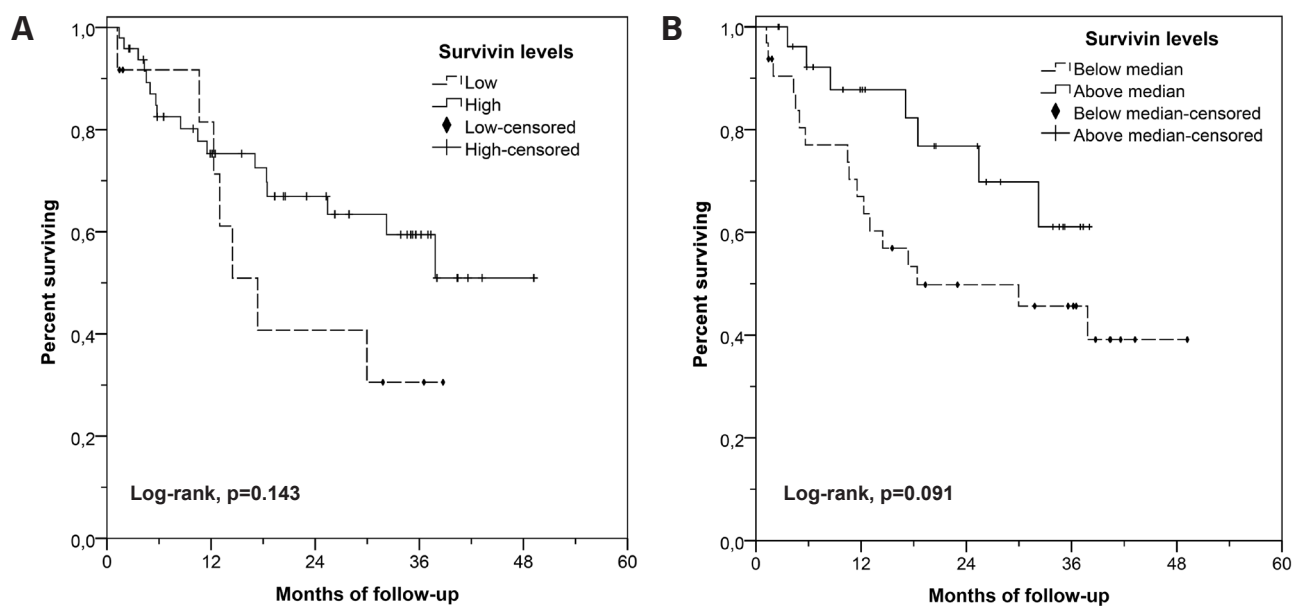 A
1,0
0,8
0,6
0,4
0,2
0,0
Percent surviving
Survivin levels
Low
High
Low-censored
High-censored
Log-rank, p=0.143
0 12 24 36 48 60
Months of follow-up
B
1,0
0,8
0,6
0,4
0,2
0,0
Percent surviving
Survivin levels
Below median
Above median
Below median-censored
Above median-censored
Log-rank, p=0.091
0 12 24 36 48 60
Months of follow-up